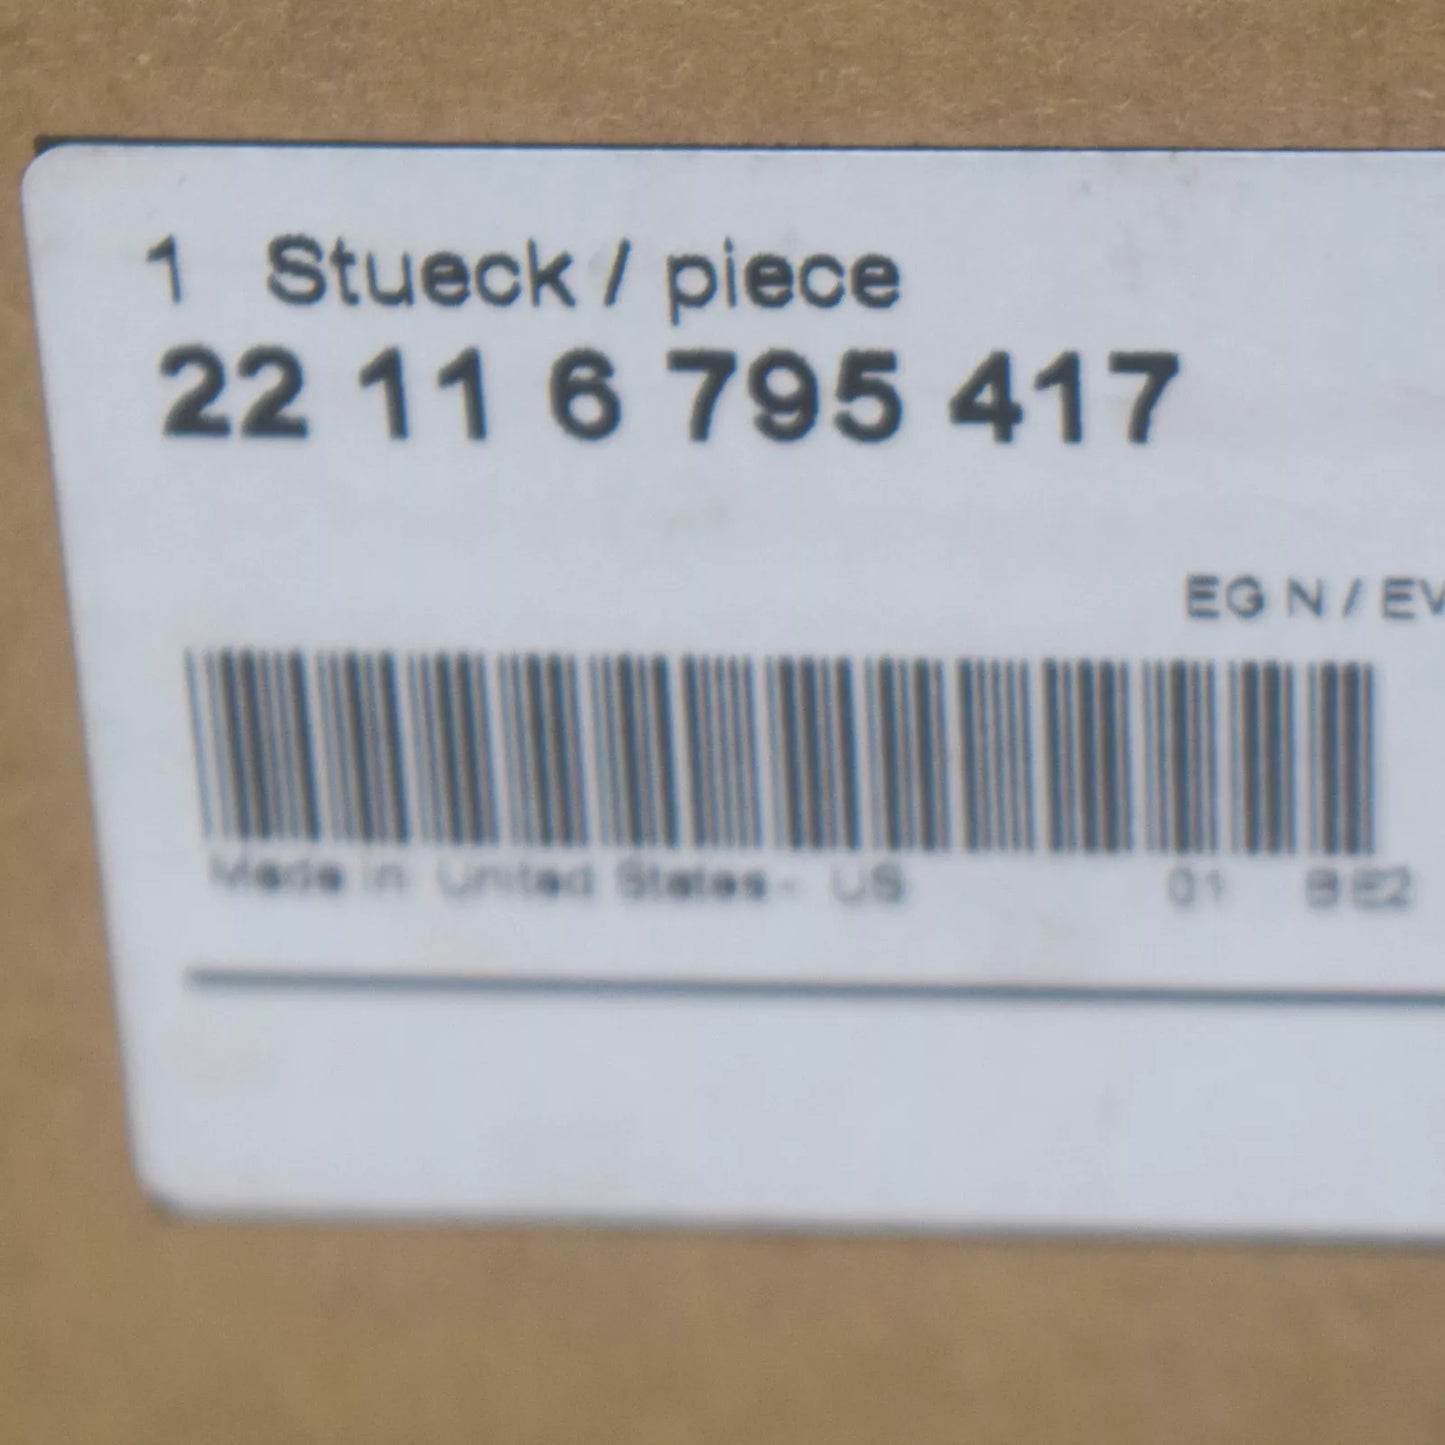 1 Stueck / piece
22 11 6 795 417
EG N / EV
Made in United States - US 01 BE2